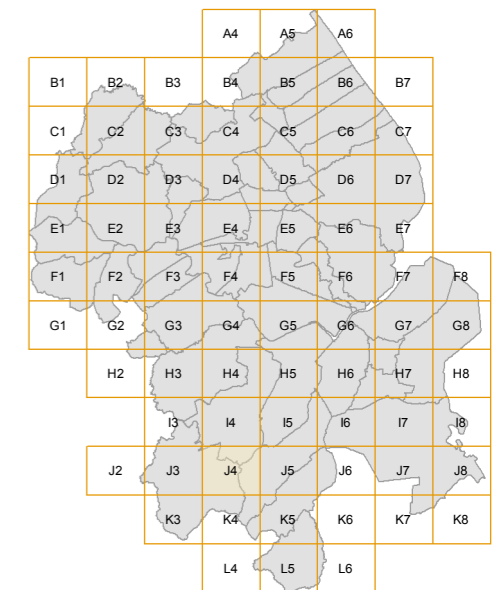 A4 A5 A6
B1 B2 B3 B4 B5 B6 B7
C1 C2 C3 C4 C5 C6 C7
D1 D2 D3 D4 D5 D6 D7
E1 E2 E3 E4 E5 E6 E7
F1 F2 F3 F4 F5 F6 F7 F8
G1 G2 G3 G4 G5 G6 G7 G8
H2 H3 H4 H5 H6 H7 H8
I3 I4 I5 I6 I7 I8
J2 J3 J4 J5 J6 J7 J8
K3 K4 K5 K6 K7 K8
L4 L5 L6